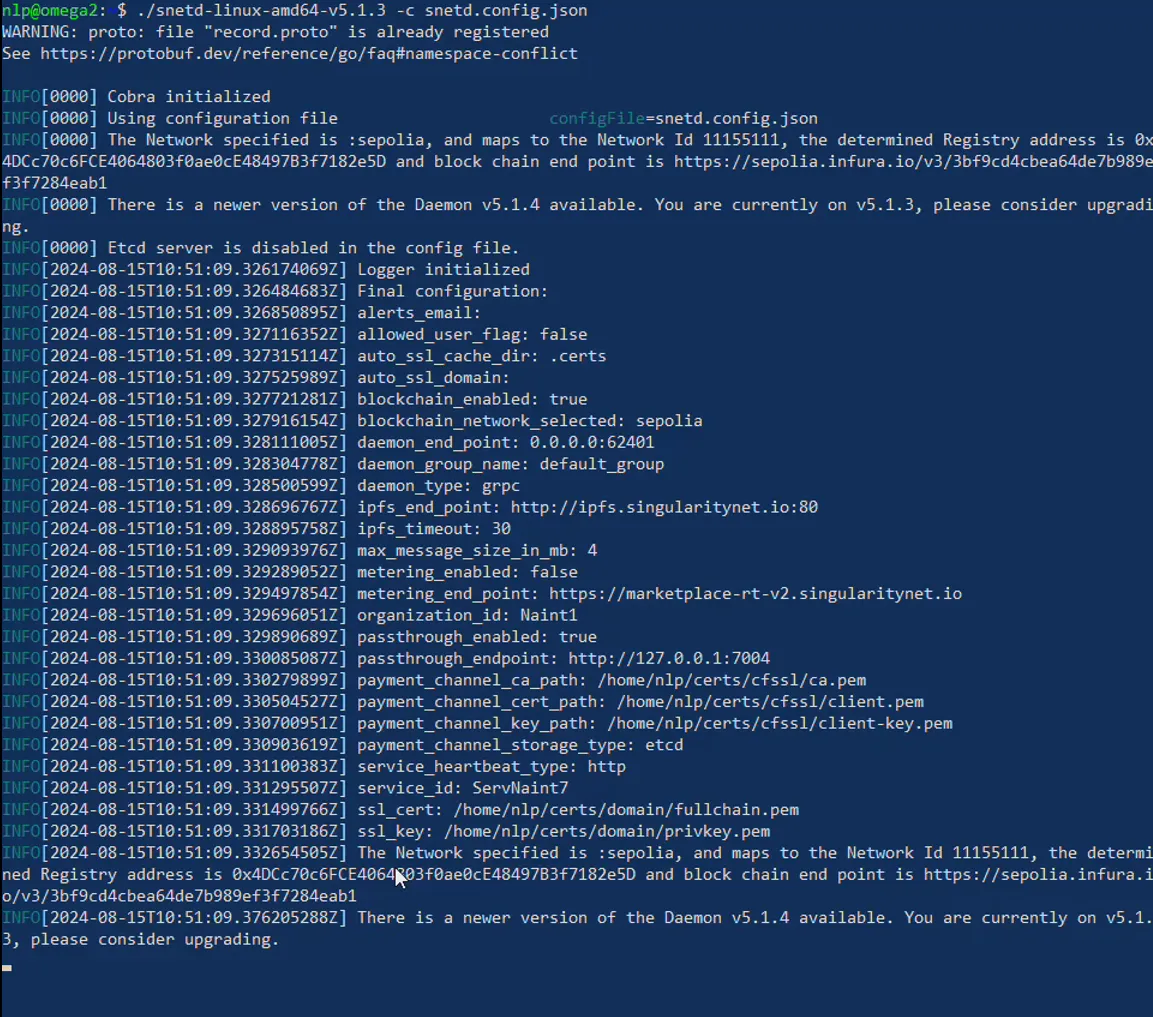 nlp@omega2: $ ./snetd-linux-amd64-v5.1.3 -c snetd.config.json
WARNING: proto: file "record.proto" is already registered
See https://protobuf.dev/reference/go/faq#namespace-conflict
INFO[0000] Cobra initialized
INFO[0000] Using configuration file configFile=snetd.config.json
INFO[0000] The Network specified is :sepolia, and maps to the Network Id 11155111, the determined Registry address is 0x
4DCc70c6FCE4064803f0ae0cE48497B3f7182e5D and block chain end point is https://sepolia.infura.io/v3/3bf9cd4cbea64de7b989e
f3f7284eab1
INFO[0000] There is a newer version of the Daemon v5.1.4 available. You are currently on v5.1.3, please consider upgradi
ng.
INFO[0000] Etcd server is disabled in the config file.
INFO[2024-08-15T10:51:09.326174069Z] Logger initialized
INFO[2024-08-15T10:51:09.326484683Z] Final configuration:
INFO[2024-08-15T10:51:09.326850895Z] alerts_email:
INFO[2024-08-15T10:51:09.327116352Z] allowed_user_flag: false
INFO[2024-08-15T10:51:09.327315114Z] auto_ssl_cache_dir: .certs
INFO[2024-08-15T10:51:09.327525989Z] auto_ssl_domain:
INFO[2024-08-15T10:51:09.327721281Z] blockchain_enabled: true
INFO[2024-08-15T10:51:09.327916154Z] blockchain_network_selected: sepolia
INFO[2024-08-15T10:51:09.328111005Z] daemon_end_point: 0.0.0.0:62401
INFO[2024-08-15T10:51:09.328304778Z] daemon_group_name: default_group
INFO[2024-08-15T10:51:09.328500599Z] daemon_type: grpc
INFO[2024-08-15T10:51:09.328696767Z] ipfs_end_point: http://ipfs.singularitynet.io:80
INFO[2024-08-15T10:51:09.328895758Z] ipfs_timeout: 30
INFO[2024-08-15T10:51:09.329093976Z] max_message_size_in_mb: 4
INFO[2024-08-15T10:51:09.329289052Z] metering_enabled: false
INFO[2024-08-15T10:51:09.329497854Z] metering_end_point: https://marketplace-rt-v2.singularitynet.io
INFO[2024-08-15T10:51:09.329696051Z] organization_id: Naint1
INFO[2024-08-15T10:51:09.329890689Z] passthrough_enabled: true
INFO[2024-08-15T10:51:09.330085087Z] passthrough_endpoint: http://127.0.0.1:7004
INFO[2024-08-15T10:51:09.330279899Z] payment_channel_ca_path: /home/nlp/certs/cfssl/ca.pem
INFO[2024-08-15T10:51:09.330504527Z] payment_channel_cert_path: /home/nlp/certs/cfssl/client.pem
INFO[2024-08-15T10:51:09.330700951Z] payment_channel_key_path: /home/nlp/certs/cfssl/client-key.pem
INFO[2024-08-15T10:51:09.330903619Z] payment_channel_storage_type: etcd
INFO[2024-08-15T10:51:09.331100383Z] service_heartbeat_type: http
INFO[2024-08-15T10:51:09.331295507Z] service_id: ServNaint7
INFO[2024-08-15T10:51:09.331499766Z] ssl_cert: /home/nlp/certs/domain/fullchain.pem
INFO[2024-08-15T10:51:09.331703186Z] ssl_key: /home/nlp/certs/domain/privkey.pem
INFO[2024-08-15T10:51:09.332654505Z] The Network specified is :sepolia, and maps to the Network Id 11155111, the determi
ned Registry address is 0x4DCc70c6FCE4064803f0ae0cE48497B3f7182e5D and block chain end point is https://sepolia.infura.i
o/v3/3bf9cd4cbea64de7b989ef3f7284eab1
INFO[2024-08-15T10:51:09.376205288Z] There is a newer version of the Daemon v5.1.4 available. You are currently on v5.1.
3, please consider upgrading.